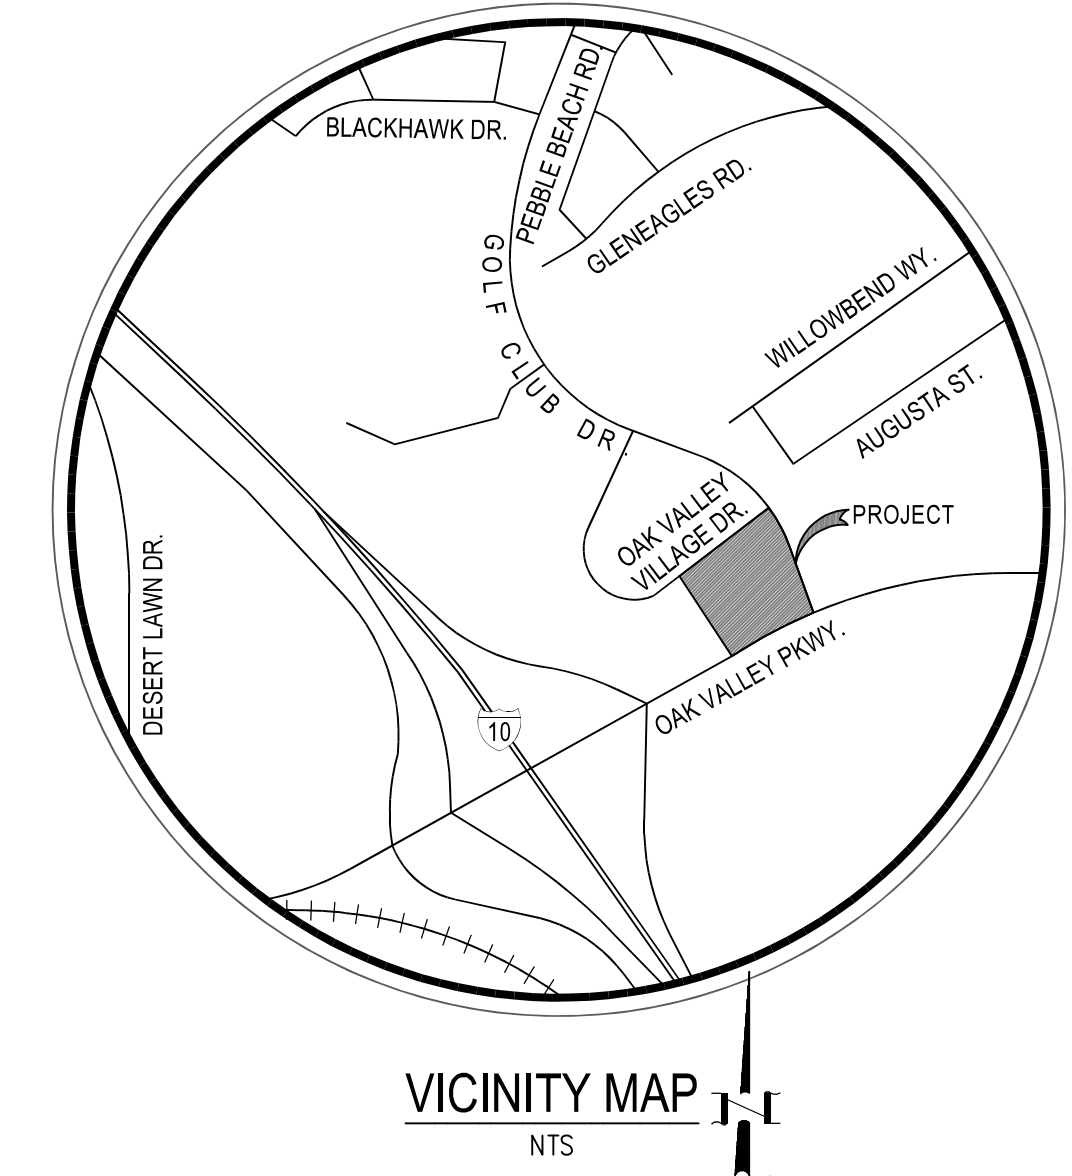 BLACKHAWK DR.
PEBBLE BEACH RD.
GLENEAGLES RD.
GOLF CLUB DR.
WILLOWBEND WY.
AUGUSTA ST.
OAK VALLEY
VILLAGE DR.
PROJECT
DESERT LAWN DR.
OAK VALLEY PKWY.
10
VICINITY MAP
NTS
N